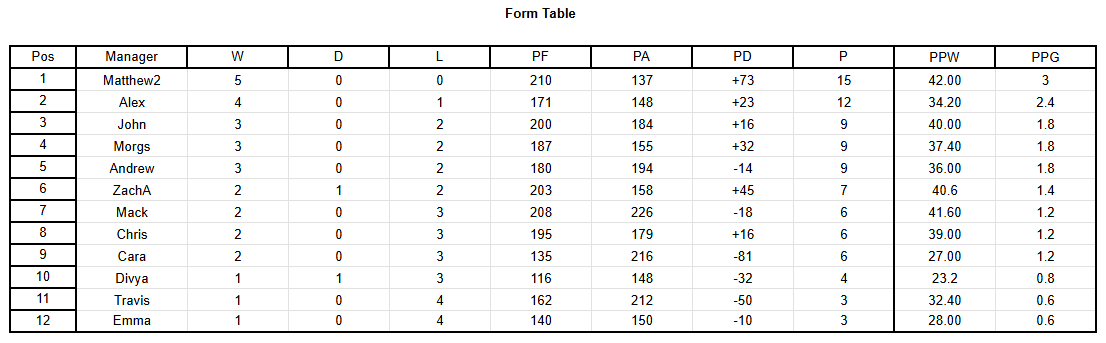 Form Table
Pos Manager W D L PF PA PD P PPW PPG
1 Matthew2 5 0 0 210 137 +73 15 42.00 3
2 Alex 4 0 1 171 148 +23 12 34.20 2.4
3 John 3 0 2 200 184 +16 9 40.00 1.8
4 Morgs 3 0 2 187 155 +32 9 37.40 1.8
5 Andrew 3 0 2 180 194 -14 9 36.00 1.8
6 ZachA 2 1 2 203 158 +45 7 40.6 1.4
7 Mack 2 0 3 208 226 -18 6 41.60 1.2
8 Chris 2 0 3 195 179 +16 6 39.00 1.2
9 Cara 2 0 3 135 216 -81 6 27.00 1.2
10 Divya 1 1 3 116 148 -32 4 23.2 0.8
11 Travis 1 0 4 162 212 -50 3 32.40 0.6
12 Emma 1 0 4 140 150 -10 3 28.00 0.6